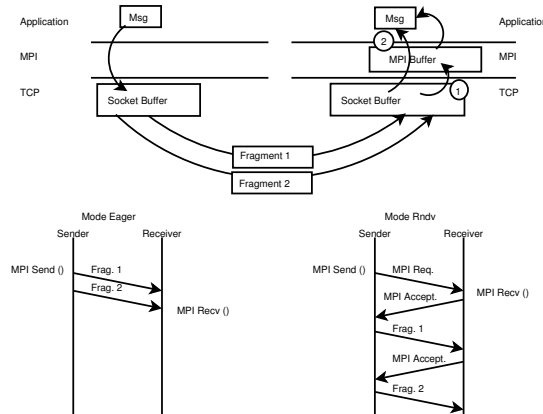 Application
Msg
Msg
Application
2
MPI
MPI Buffer
MPI
TCP
Socket Buffer
Socket Buffer
1
TCP
Fragment 1
Fragment 2
Mode Eager
Mode Rndv
Sender
Receiver
Sender
Receiver
MPI Send ()
Frag. 1
Frag. 2
MPI Recv ()
MPI Send ()
MPI Req.
MPI Accept.
MPI Recv ()
Frag. 1
MPI Accept.
Frag. 2